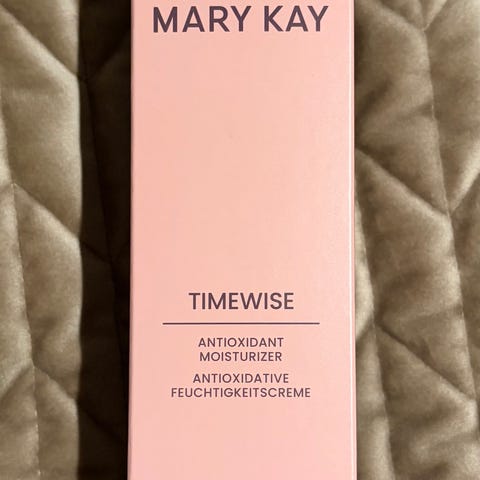 MARY KAY
TIMEWISE
ANTIOXIDANT
MOISTURIZER
ANTIOXIDATIVE
FEUCHTIGKEITSCREME